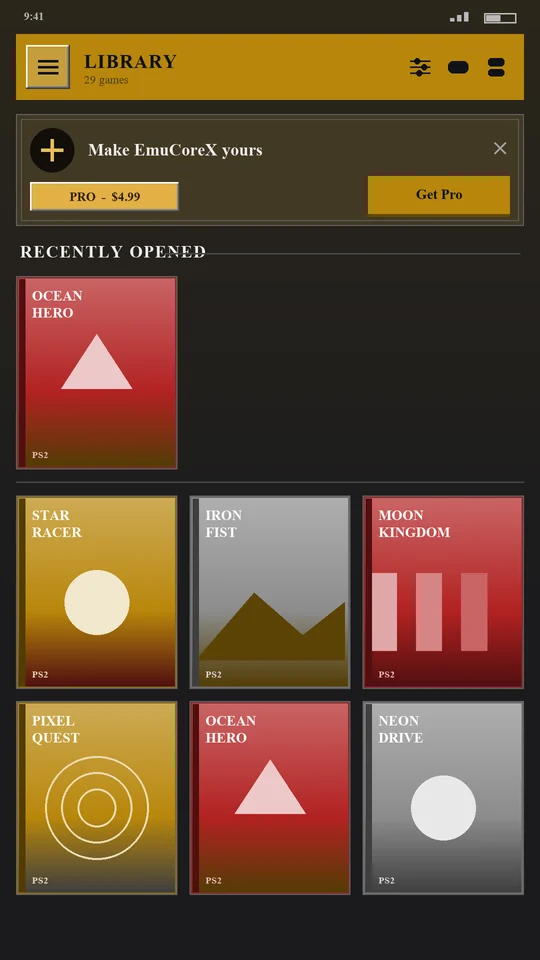 9:41
LIBRARY
29 games
Make EmuCoreX yours
PRO - $4.99
Get Pro
RECENTLY OPENED
OCEAN
HERO
PS2
STAR
RACER
PS2
IRON
FIST
PS2
MOON
KINGDOM
PS2
PIXEL
QUEST
PS2
OCEAN
HERO
PS2
NEON
DRIVE
PS2